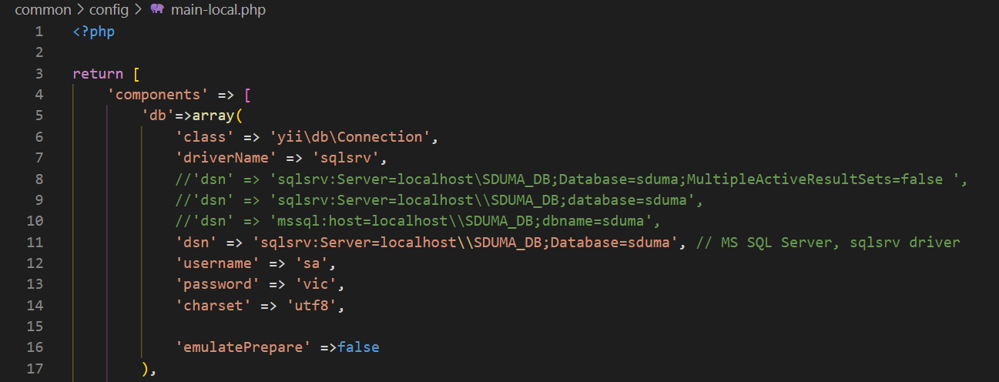 common > config > main-local.php
1 <?php
2
3 return [
4 'components' => [
5 'db'=>array(
6 'class' => 'yii\db\Connection',
7 'driverName' => 'sqlsrv',
8 //'dsn' => 'sqlsrv:Server=localhost\SDUMA_DB;Database=sduma;MultipleActiveResultSets=false ',
9 //'dsn' => 'sqlsrv:Server=localhost\\SDUMA_DB;database=sduma',
10 //'dsn' => 'mssql:host=localhost\\SDUMA_DB;dbname=sduma',
11 'dsn' => 'sqlsrv:Server=localhost\\SDUMA_DB;Database=sduma', // MS SQL Server, sqlsrv driver
12 'username' => 'sa',
13 'password' => 'vic',
14 'charset' => 'utf8',
15
16 'emulatePrepare' =>false
17 ),